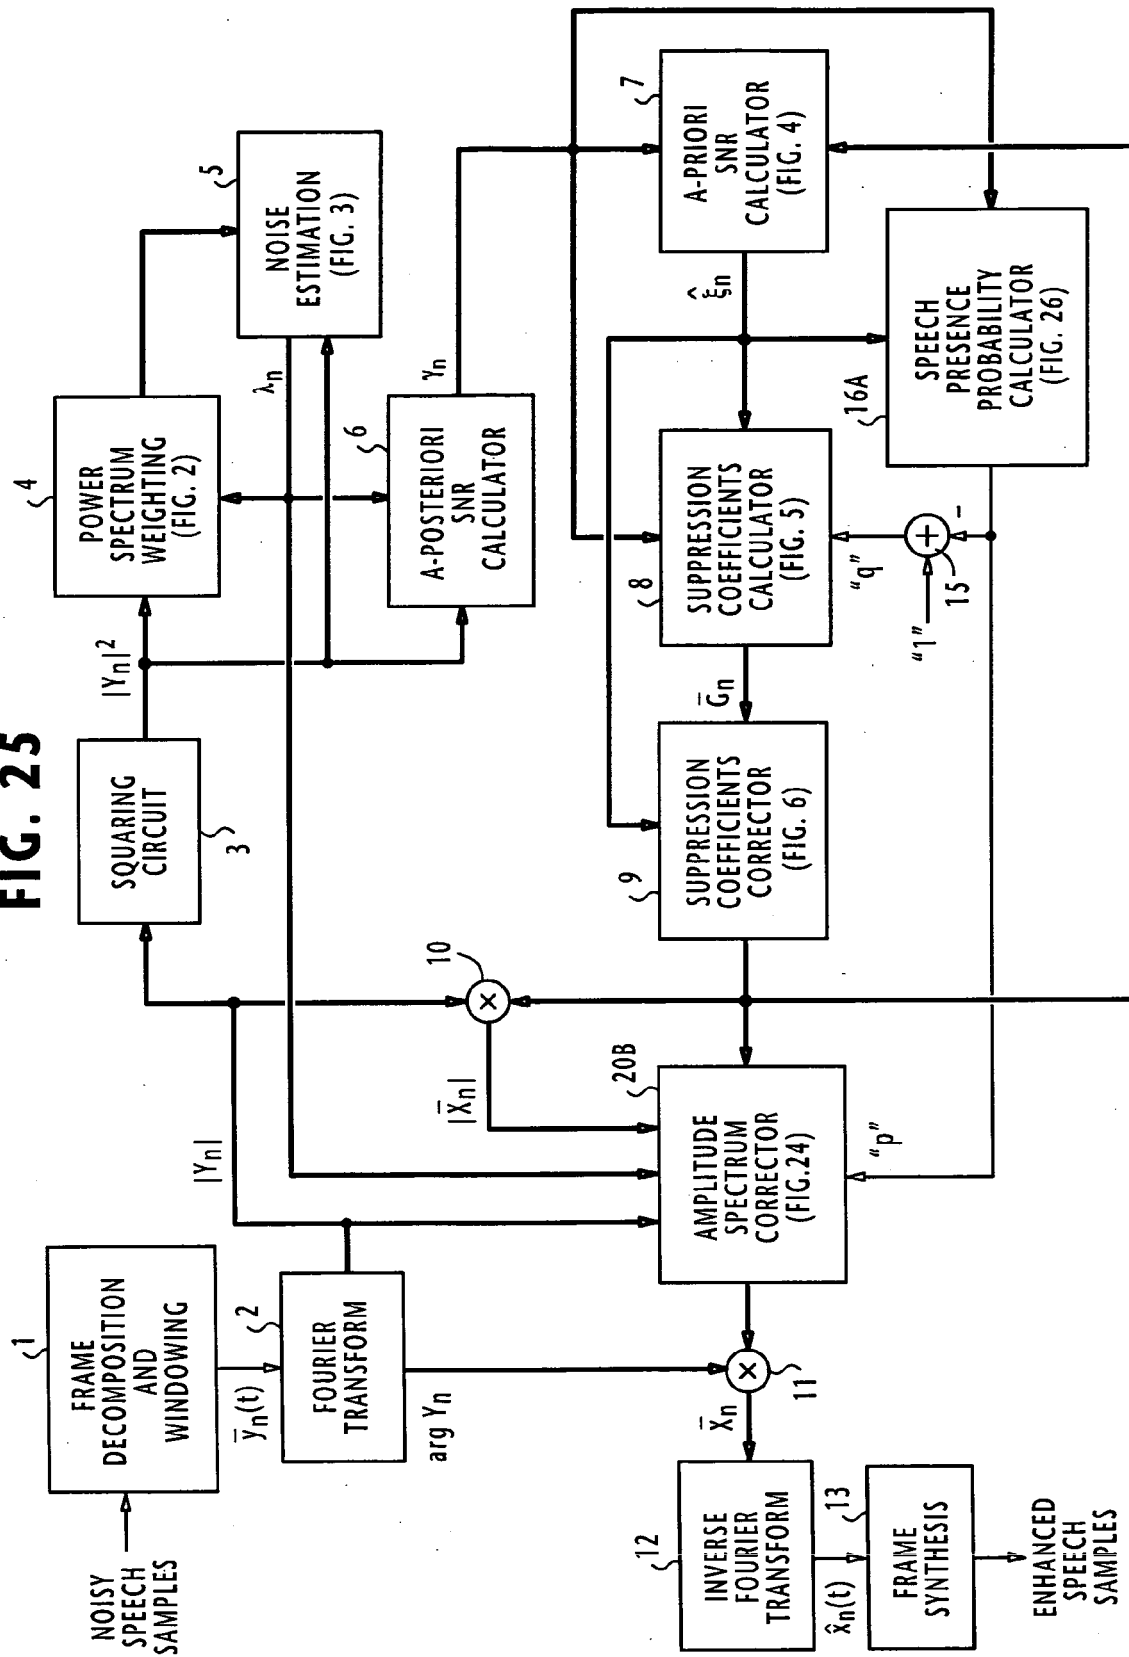 FIG. 25
NOISY
SPEECH
SAMPLES
1
FRAME
DECOMPOSITION
AND
WINDOWING
ȳn(t)
2
FOURIER
TRANSFORM
arg Yn
|Yn|
SQUARING
CIRCUIT
3
|Yn|²
4
POWER
SPECTRUM
WEIGHTING
(FIG. 2)
5
NOISE
ESTIMATION
(FIG. 3)
λn
6
A-POSTERIORI
SNR
CALCULATOR
γn
7
A-PRIORI
SNR
CALCULATOR
(FIG. 4)
ξ̂n
8
SUPPRESSION
COEFFICIENTS
CALCULATOR
(FIG. 5)
Ḡn
9
SUPPRESSION
COEFFICIENTS
CORRECTOR
(FIG. 6)
10
×
|X̄n|
20B
AMPLITUDE
SPECTRUM
CORRECTOR
(FIG.24)
"p"
16A
SPEECH
PRESENCE
PROBABILITY
CALCULATOR
(FIG. 26)
-
+
15
"1"
"q"
×
11
X̄n
12
INVERSE
FOURIER
TRANSFORM
x̂n(t)
13
FRAME
SYNTHESIS
ENHANCED
SPEECH
SAMPLES